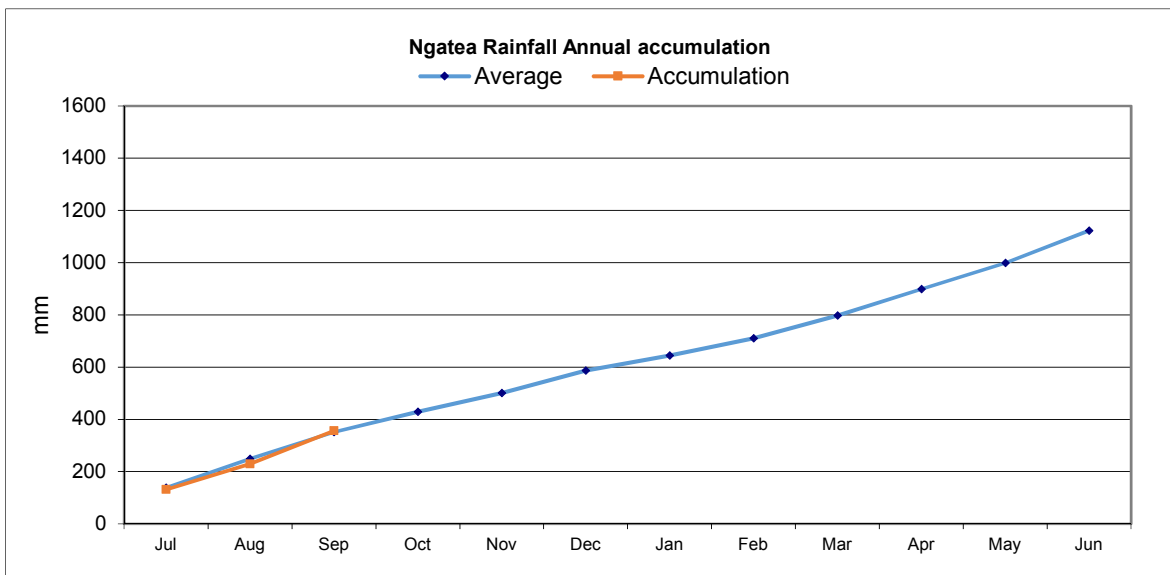 Ngatea Rainfall Annual accumulation
Average Accumulation
1600
1400
1200
1000
800
600
400
200
0
mm
Jul Aug Sep Oct Nov Dec Jan Feb Mar Apr May Jun